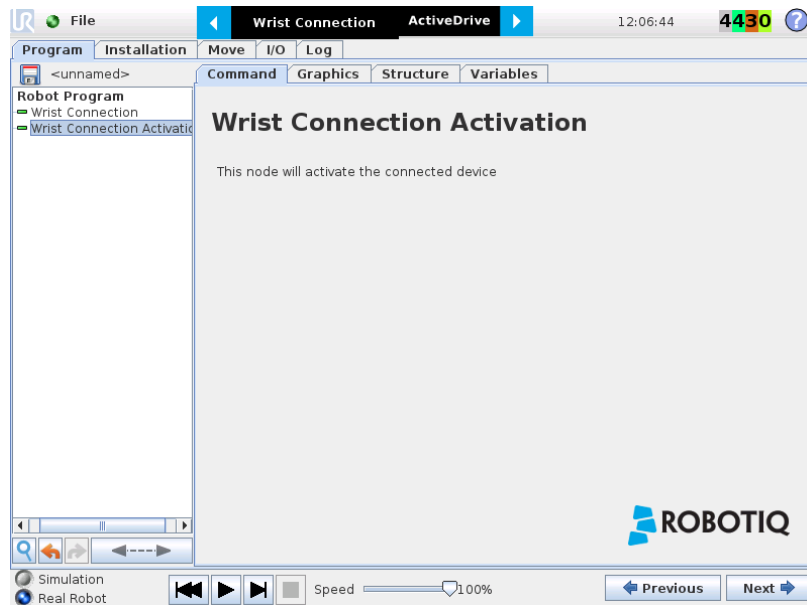 UR File Wrist Connection ActiveDrive 12:06:44 4430 ?
Program Installation Move I/O Log
<unnamed> Command Graphics Structure Variables
Robot Program
Wrist Connection
Wrist Connection Activatio
Wrist Connection Activation
This node will activate the connected device
ROBOTIQ
Simulation
Real Robot
Speed 100% Previous Next